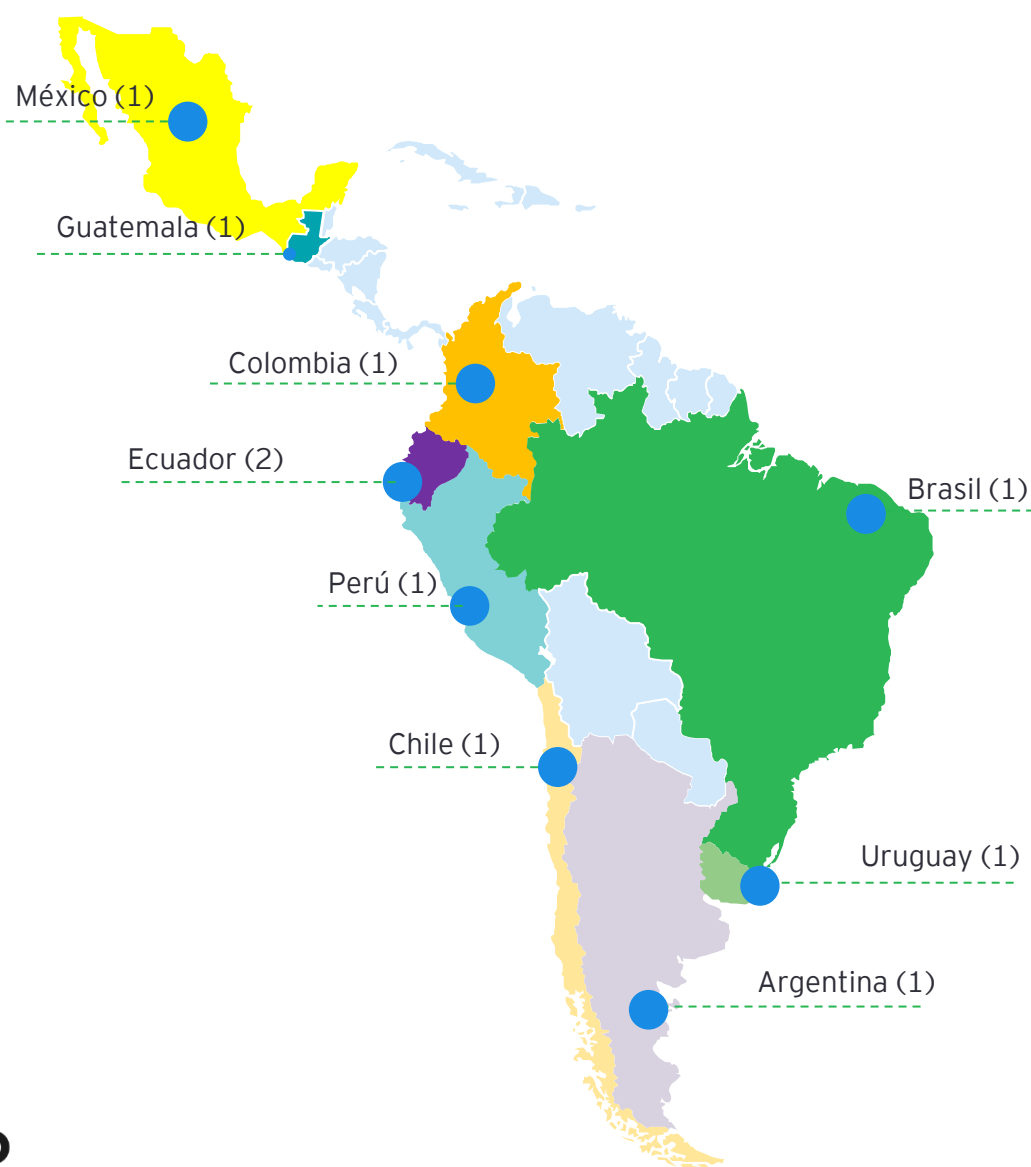 México (1)
Guatemala (1)
Colombia (1)
Ecuador (2)
Brasil (1)
Perú (1)
Chile (1)
Uruguay (1)
Argentina (1)